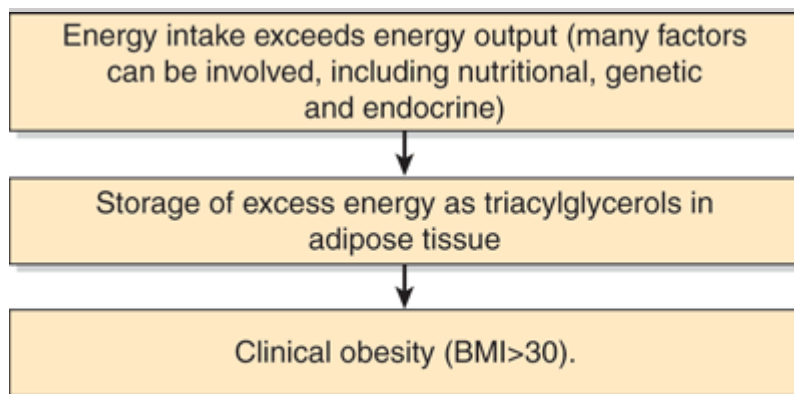 Energy intake exceeds energy output (many factors
can be involved, including nutritional, genetic
and endocrine)
Storage of excess energy as triacylglycerols in
adipose tissue
Clinical obesity (BMI>30).